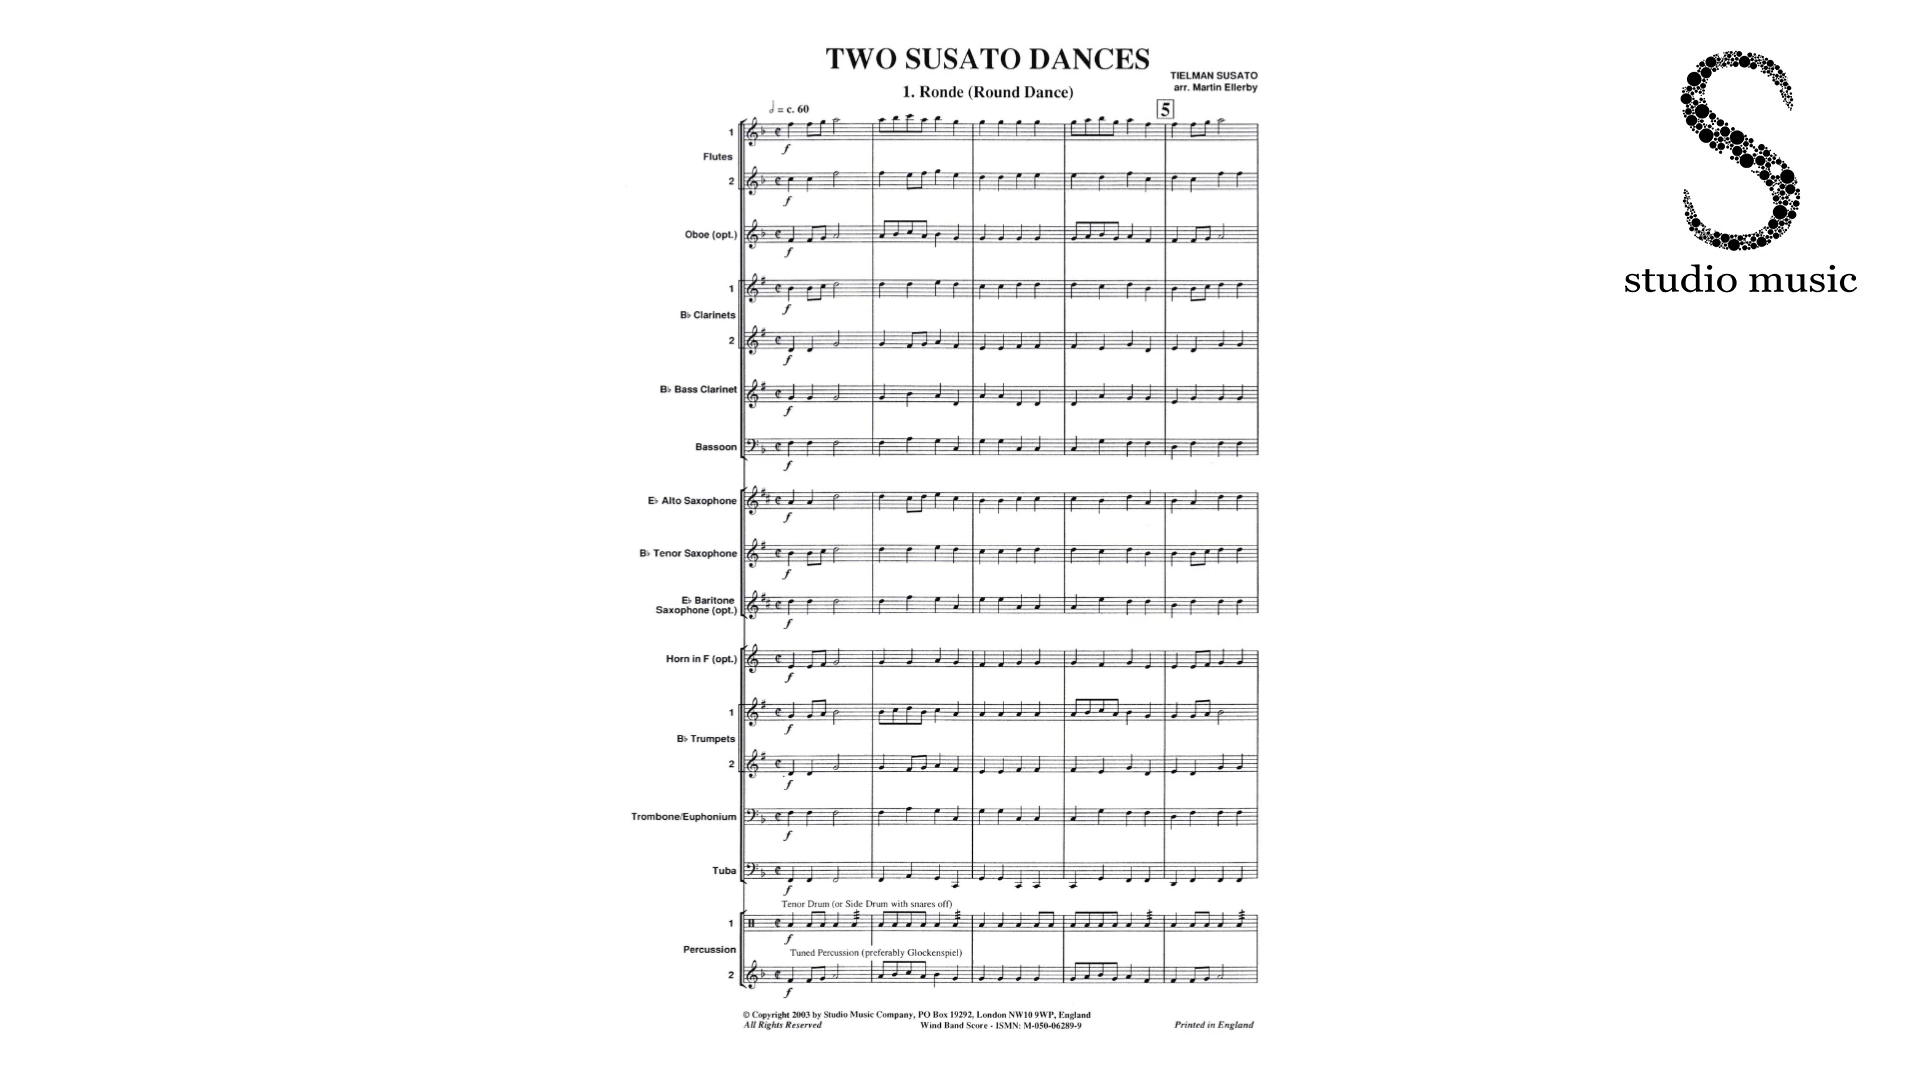 TWO SUSATO DANCES
TIELMAN SUSATO
arr. Martin Ellerby
1. Ronde (Round Dance)
𝅗𝅥 = c. 60
5
1
Flutes
f
2
f
Oboe (opt.)
f
1
f
B♭ Clarinets
2
f
B♭ Bass Clarinet
f
Bassoon
f
E♭ Alto Saxophone
f
B♭ Tenor Saxophone
f
E♭ Baritone
Saxophone (opt.)
f
Horn in F (opt.)
f
1
f
B♭ Trumpets
2
f
Trombone/Euphonium
f
Tuba
f
Tenor Drum (or Side Drum with snares off)
1
f
Percussion
Tuned Percussion (preferably Glockenspiel)
2
f
© Copyright 2003 by Studio Music Company, PO Box 19292, London NW10 9WP, England
All Rights Reserved
Wind Band Score - ISMN: M-050-06289-9
Printed in England
S
studio music